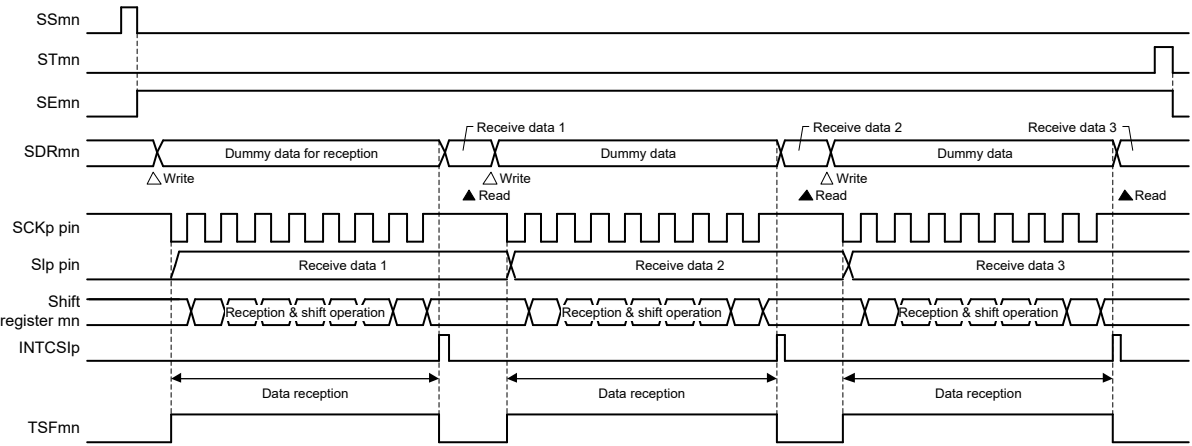 SSmn
STmn
SEmn
Receive data 1 Receive data 2 Receive data 3
SDRmn Dummy data for reception Dummy data Dummy data
△ Write △ Write △ Write
▲ Read ▲ Read ▲ Read
SCKp pin
SIp pin Receive data 1 Receive data 2 Receive data 3
Shift
register mn Reception & shift operation Reception & shift operation Reception & shift operation
INTCSIp
Data reception Data reception Data reception
TSFmn